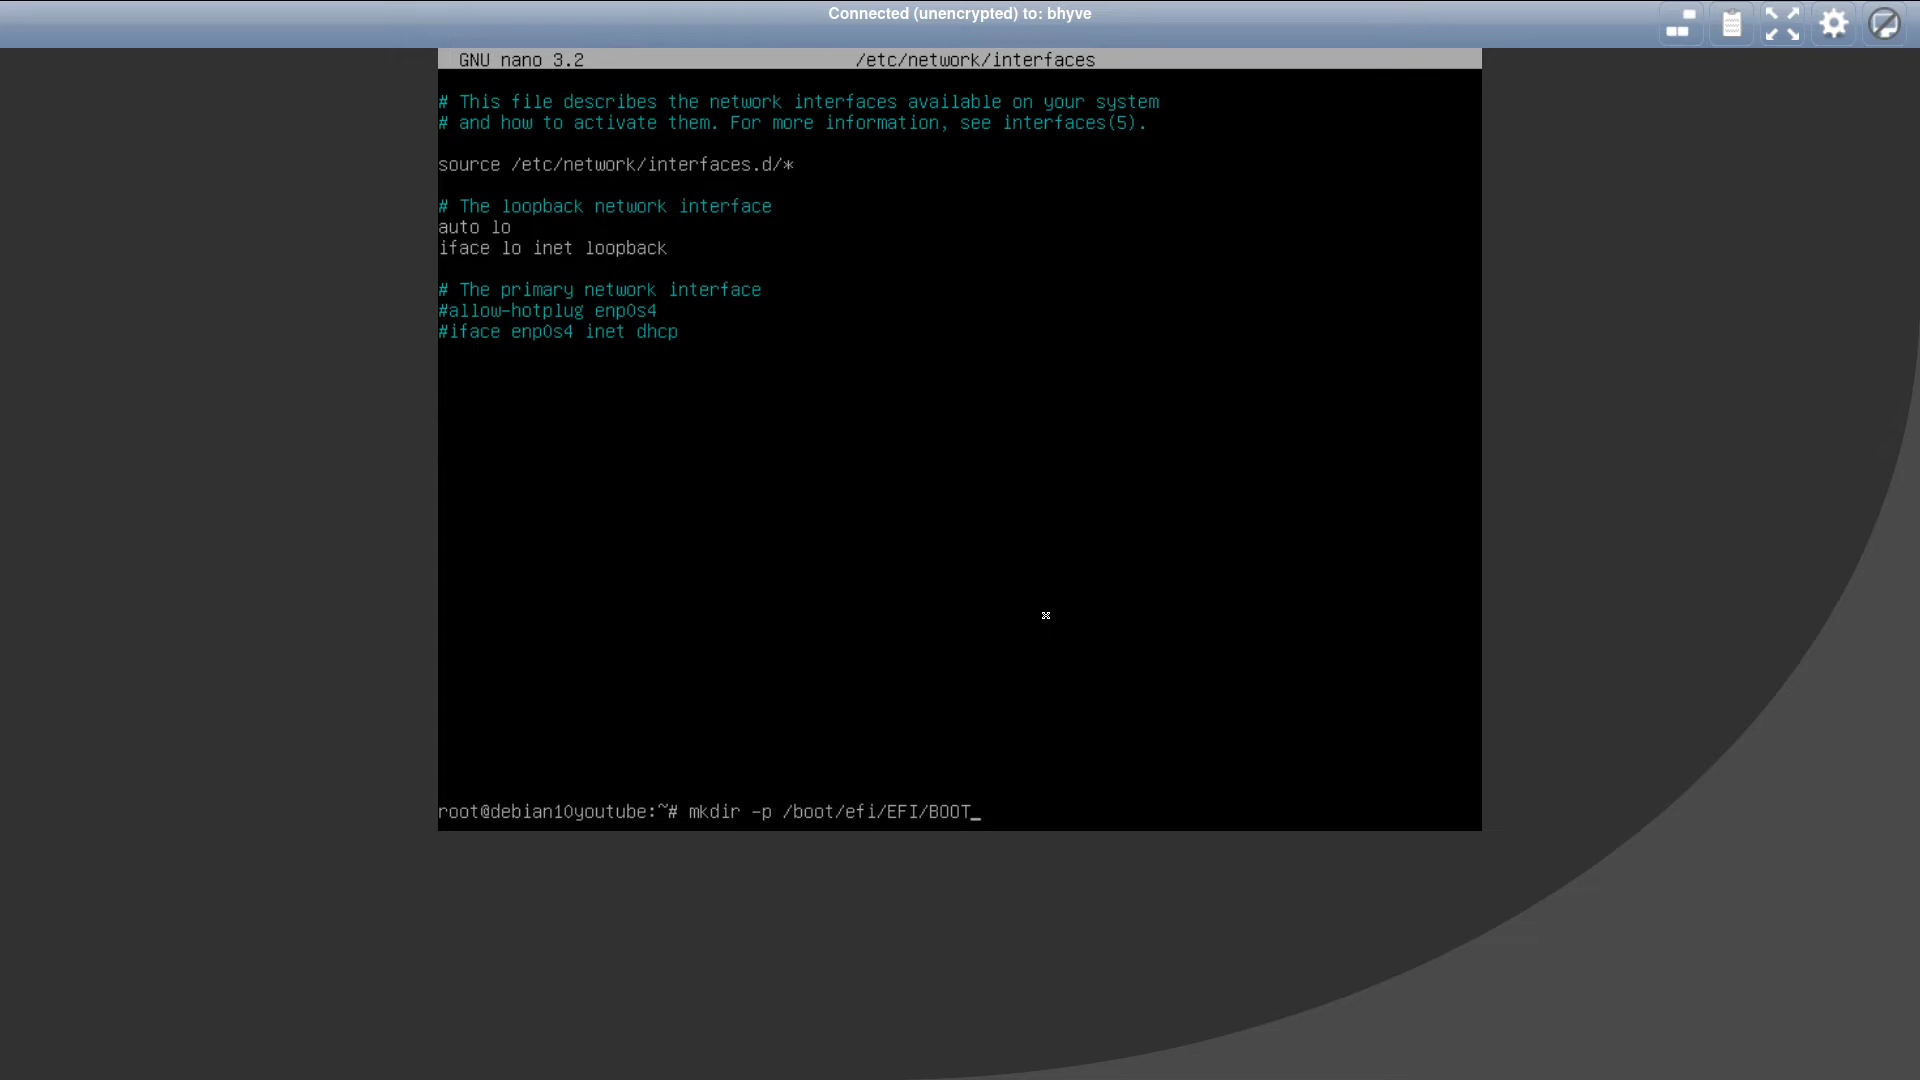 Connected (unencrypted) to: bhyve
GNU nano 3.2 /etc/network/interfaces
# This file describes the network interfaces available on your system
# and how to activate them. For more information, see interfaces(5).
source /etc/network/interfaces.d/*
# The loopback network interface
auto lo
iface lo inet loopback
# The primary network interface
#allow-hotplug enp0s4
#iface enp0s4 inet dhcp
root@debian10youtube:~# mkdir -p /boot/efi/EFI/BOOT_